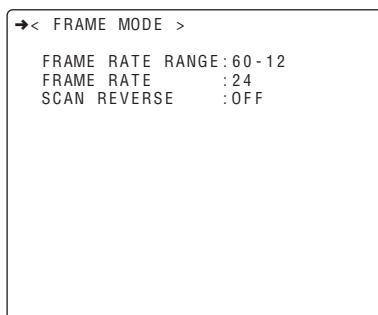 ➔< FRAME MODE >
FRAME RATE RANGE:60-12
FRAME RATE :24
SCAN REVERSE :OFF